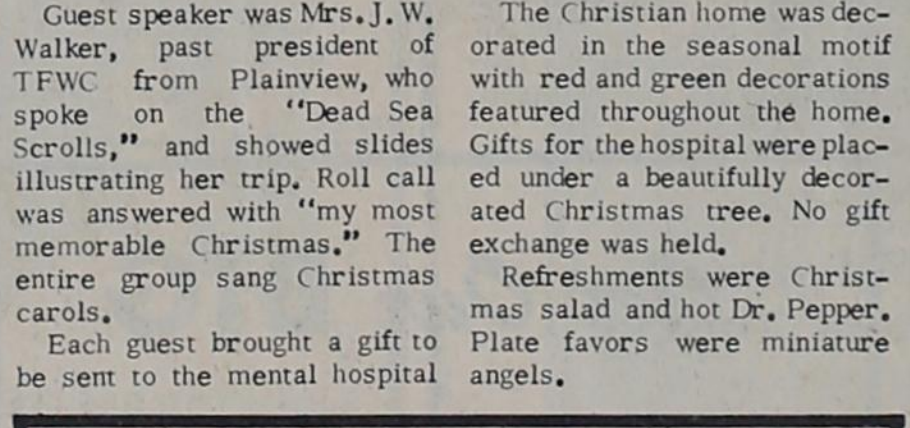 Guest speaker was Mrs. J. W.
Walker, past president of
TFWC from Plainview, who
spoke on the "Dead Sea
Scrolls," and showed slides
illustrating her trip. Roll call
was answered with "my most
memorable Christmas." The
entire group sang Christmas
carols.
Each guest brought a gift to
be sent to the mental hospital
The Christian home was dec-
orated in the seasonal motif
with red and green decorations
featured throughout the home.
Gifts for the hospital were plac-
ed under a beautifully decor-
ated Christmas tree. No gift
exchange was held.
Refreshments were Christ-
mas salad and hot Dr. Pepper.
Plate favors were miniature
angels.